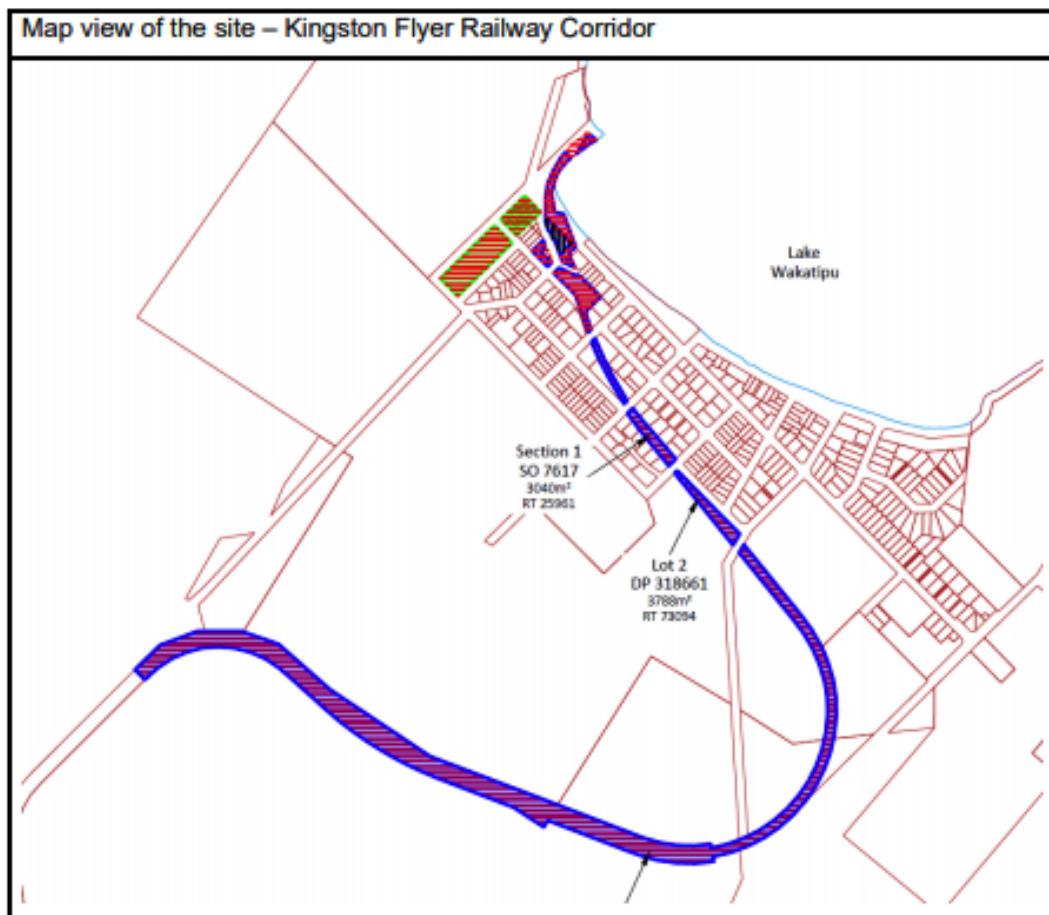 Map view of the site – Kingston Flyer Railway Corridor
Lake
Wakatipu
Section 1
SO 7617
3040m²
RT 25961
Lot 2
DP 318661
3788m²
RT 73094